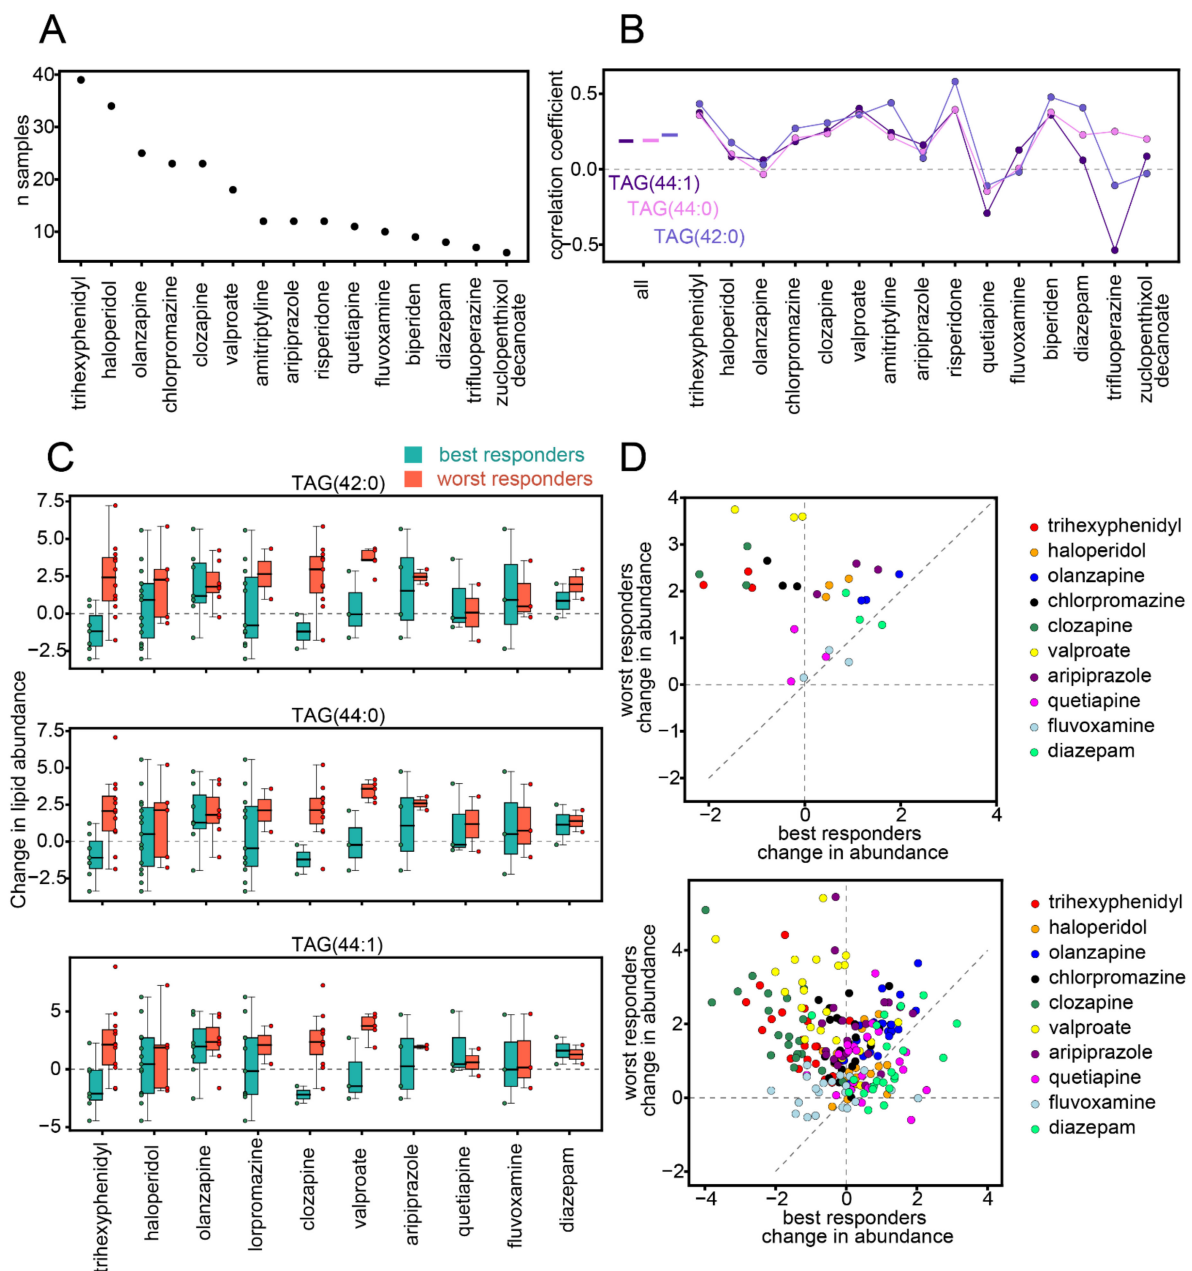 A
40
30
20
10
n samples
trihexyphenidyl
haloperidol
olanzapine
chlorpromazine
clozapine
valproate
amitriptyline
aripiprazole
risperidone
quetiapine
fluvoxamine
biperiden
diazepam
trifluoperazine
zuclopenthixol
decanoate
B
0.5
0.0
−0.5
correlation coefficient
TAG(44:1)
TAG(44:0)
TAG(42:0)
all
trihexyphenidyl
haloperidol
olanzapine
chlorpromazine
clozapine
valproate
amitriptyline
aripiprazole
risperidone
quetiapine
fluvoxamine
biperiden
diazepam
trifluoperazine
zuclopenthixol
decanoate
C
best responders
worst responders
TAG(42:0)
7.5
5.0
2.5
0.0
−2.5
TAG(44:0)
7.5
5.0
2.5
0.0
−2.5
Change in lipid abundance
TAG(44:1)
5
0
−5
trihexyphenidyl
haloperidol
olanzapine
lorpromazine
clozapine
valproate
aripiprazole
quetiapine
fluvoxamine
diazepam
D
4
3
2
1
0
−1
−2
worst responders
change in abundance
−2
0
2
4
best responders
change in abundance
trihexyphenidyl
haloperidol
olanzapine
chlorpromazine
clozapine
valproate
aripiprazole
quetiapine
fluvoxamine
diazepam
4
2
0
−2
worst responders
change in abundance
−4
−2
0
2
4
best responders
change in abundance
trihexyphenidyl
haloperidol
olanzapine
chlorpromazine
clozapine
valproate
aripiprazole
quetiapine
fluvoxamine
diazepam